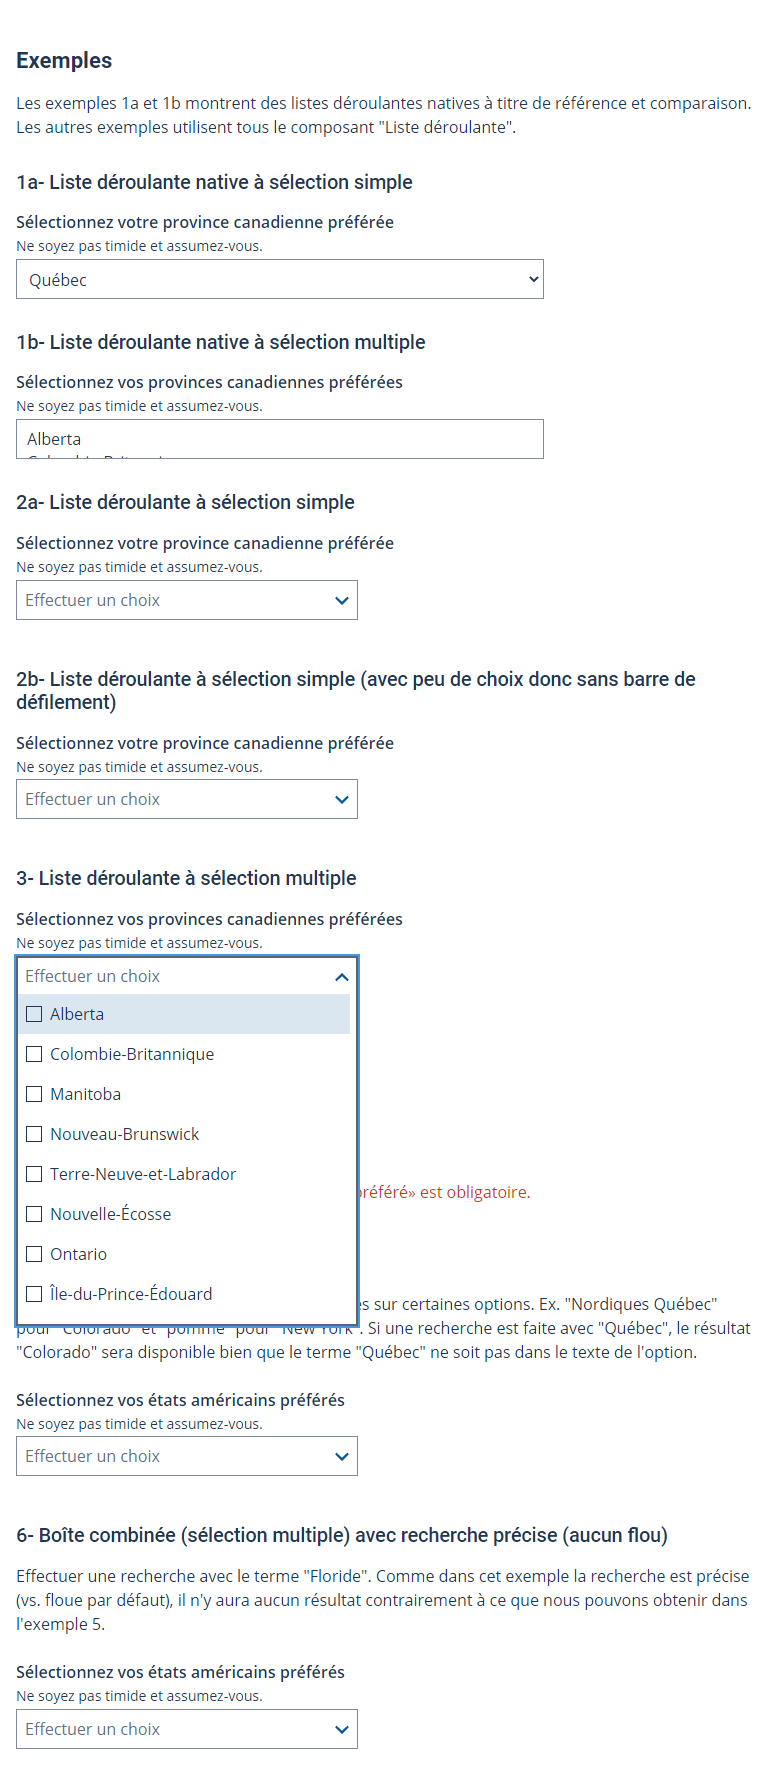 Exemples
Les exemples 1a et 1b montrent des listes déroulantes natives à titre de référence et comparaison.
Les autres exemples utilisent tous le composant "Liste déroulante".
1a- Liste déroulante native à sélection simple
Sélectionnez votre province canadienne préférée
Ne soyez pas timide et assumez-vous.
Québec
1b- Liste déroulante native à sélection multiple
Sélectionnez vos provinces canadiennes préférées
Ne soyez pas timide et assumez-vous.
Alberta
2a- Liste déroulante à sélection simple
Sélectionnez votre province canadienne préférée
Ne soyez pas timide et assumez-vous.
Effectuer un choix
2b- Liste déroulante à sélection simple (avec peu de choix donc sans barre de
défilement)
Sélectionnez votre province canadienne préférée
Ne soyez pas timide et assumez-vous.
Effectuer un choix
3- Liste déroulante à sélection multiple
Sélectionnez vos provinces canadiennes préférées
Ne soyez pas timide et assumez-vous.
Effectuer un choix
Alberta
Colombie-Britannique
Manitoba
Nouveau-Brunswick
Terre-Neuve-et-Labrador
préféré» est obligatoire.
Nouvelle-Écosse
Ontario
Île-du-Prince-Édouard
s sur certaines options. Ex. "Nordiques Québec"
pour "Colorado" et "pomme" pour "New York". Si une recherche est faite avec "Québec", le résultat
"Colorado" sera disponible bien que le terme "Québec" ne soit pas dans le texte de l'option.
Sélectionnez vos états américains préférés
Ne soyez pas timide et assumez-vous.
Effectuer un choix
6- Boîte combinée (sélection multiple) avec recherche précise (aucun flou)
Effectuer une recherche avec le terme "Floride". Comme dans cet exemple la recherche est précise
(vs. floue par défaut), il n'y aura aucun résultat contrairement à ce que nous pouvons obtenir dans
l'exemple 5.
Sélectionnez vos états américains préférés
Ne soyez pas timide et assumez-vous.
Effectuer un choix